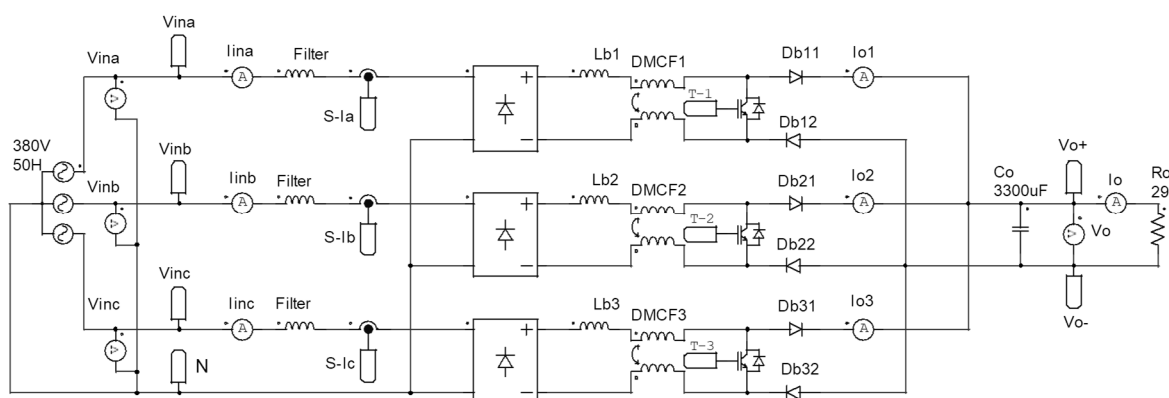 Vina
Vina
Iina
Filter
A
S-Ia
V
Lb1
DMCF1
T-1
Db11
Io1
A
Db12
+
−
380V
50H
Vinb
Vinb
Iinb
Filter
A
S-Ib
V
Lb2
DMCF2
T-2
Db21
Io2
A
Db22
+
−
Co
3300uF
Vo+
Io
A
Ro
29
V
Vo
Vo-
Vinc
Vinc
Iinc
Filter
A
S-Ic
V
N
Lb3
DMCF3
T-3
Db31
Io3
A
Db32
+
−